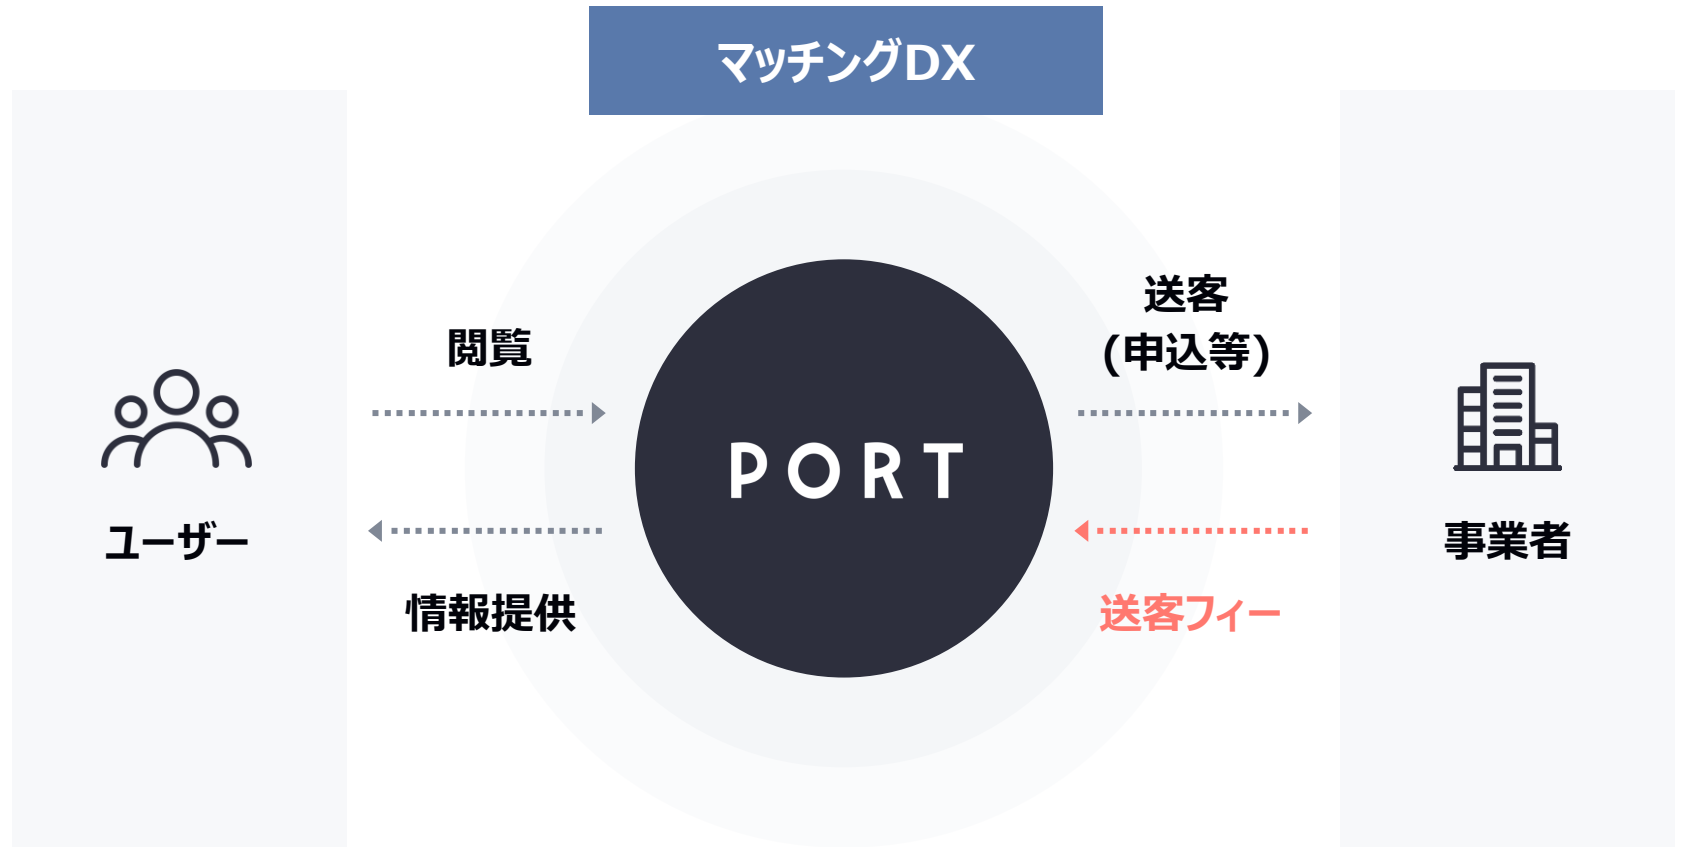 マッチングDX
閲覧
送客
(申込等)
PORT
ユーザー
事業者
情報提供
送客フィー